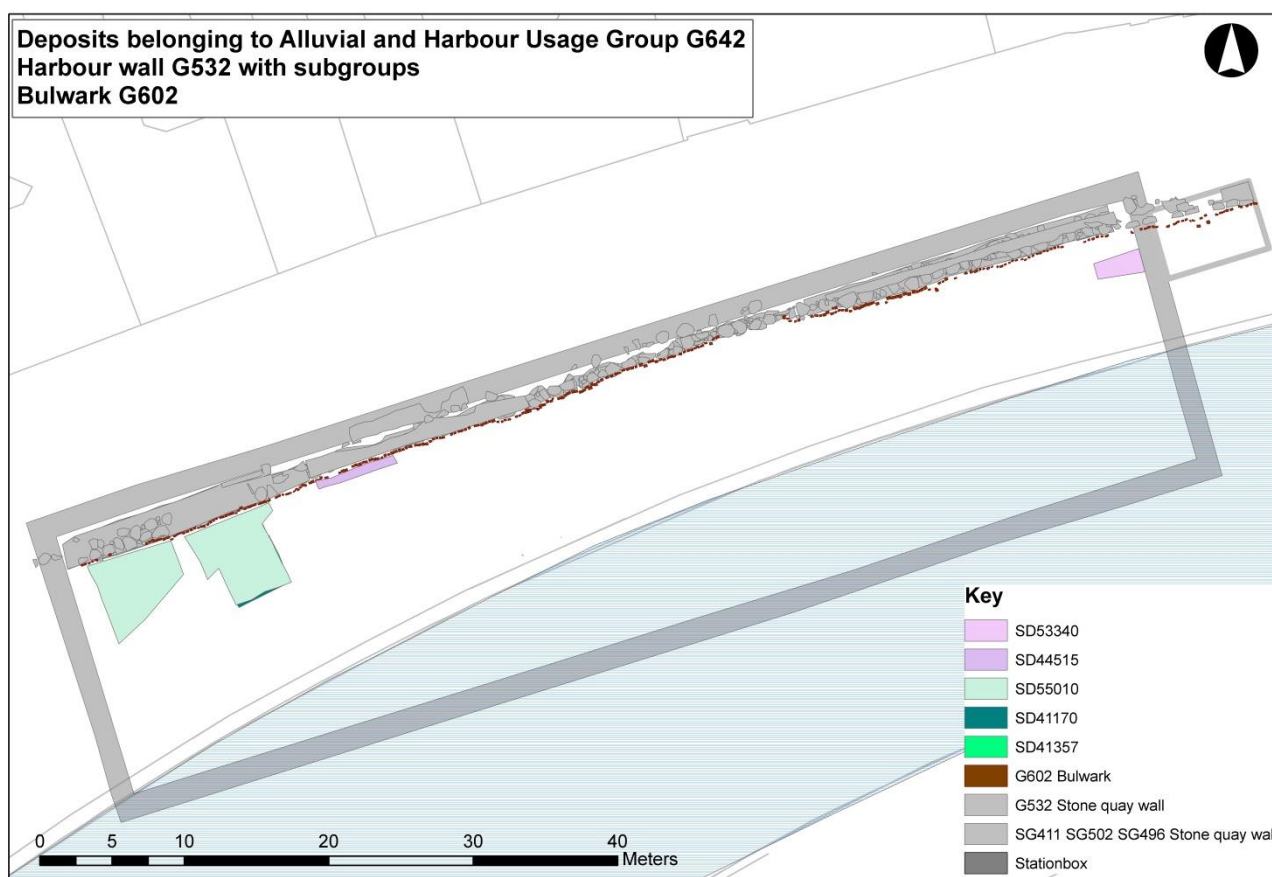 Deposits belonging to Alluvial and Harbour Usage Group G642
Harbour wall G532 with subgroups
Bulwark G602
Key
SD53340
SD44515
SD55010
SD41170
SD41357
G602 Bulwark
G532 Stone quay wall
SG411 SG502 SG496 Stone quay wal
Stationbox
0 5 10 20 30 40
Meters